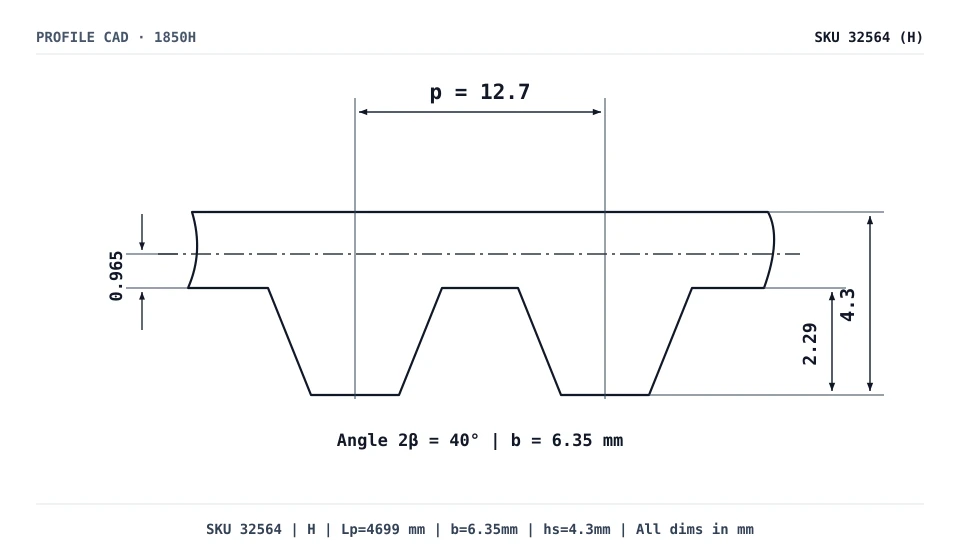 PROFILE CAD · 1850H
SKU 32564 (H)
p = 12.7
0.965
4.3
2.29
Angle 2β = 40° | b = 6.35 mm
SKU 32564 | H | Lp=4699 mm | b=6.35mm | hs=4.3mm | All dims in mm